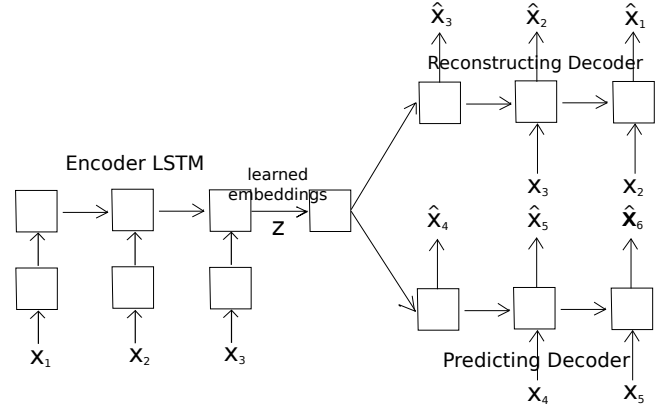 x̂₃ x̂₂ x̂₁
Reconstructing Decoder
Encoder LSTM
learned
embeddings
z
x₃ x₂
x̂₄ x̂₅ x̂₆
x₁ x₂ x₃
Predicting Decoder
x₄ x₅